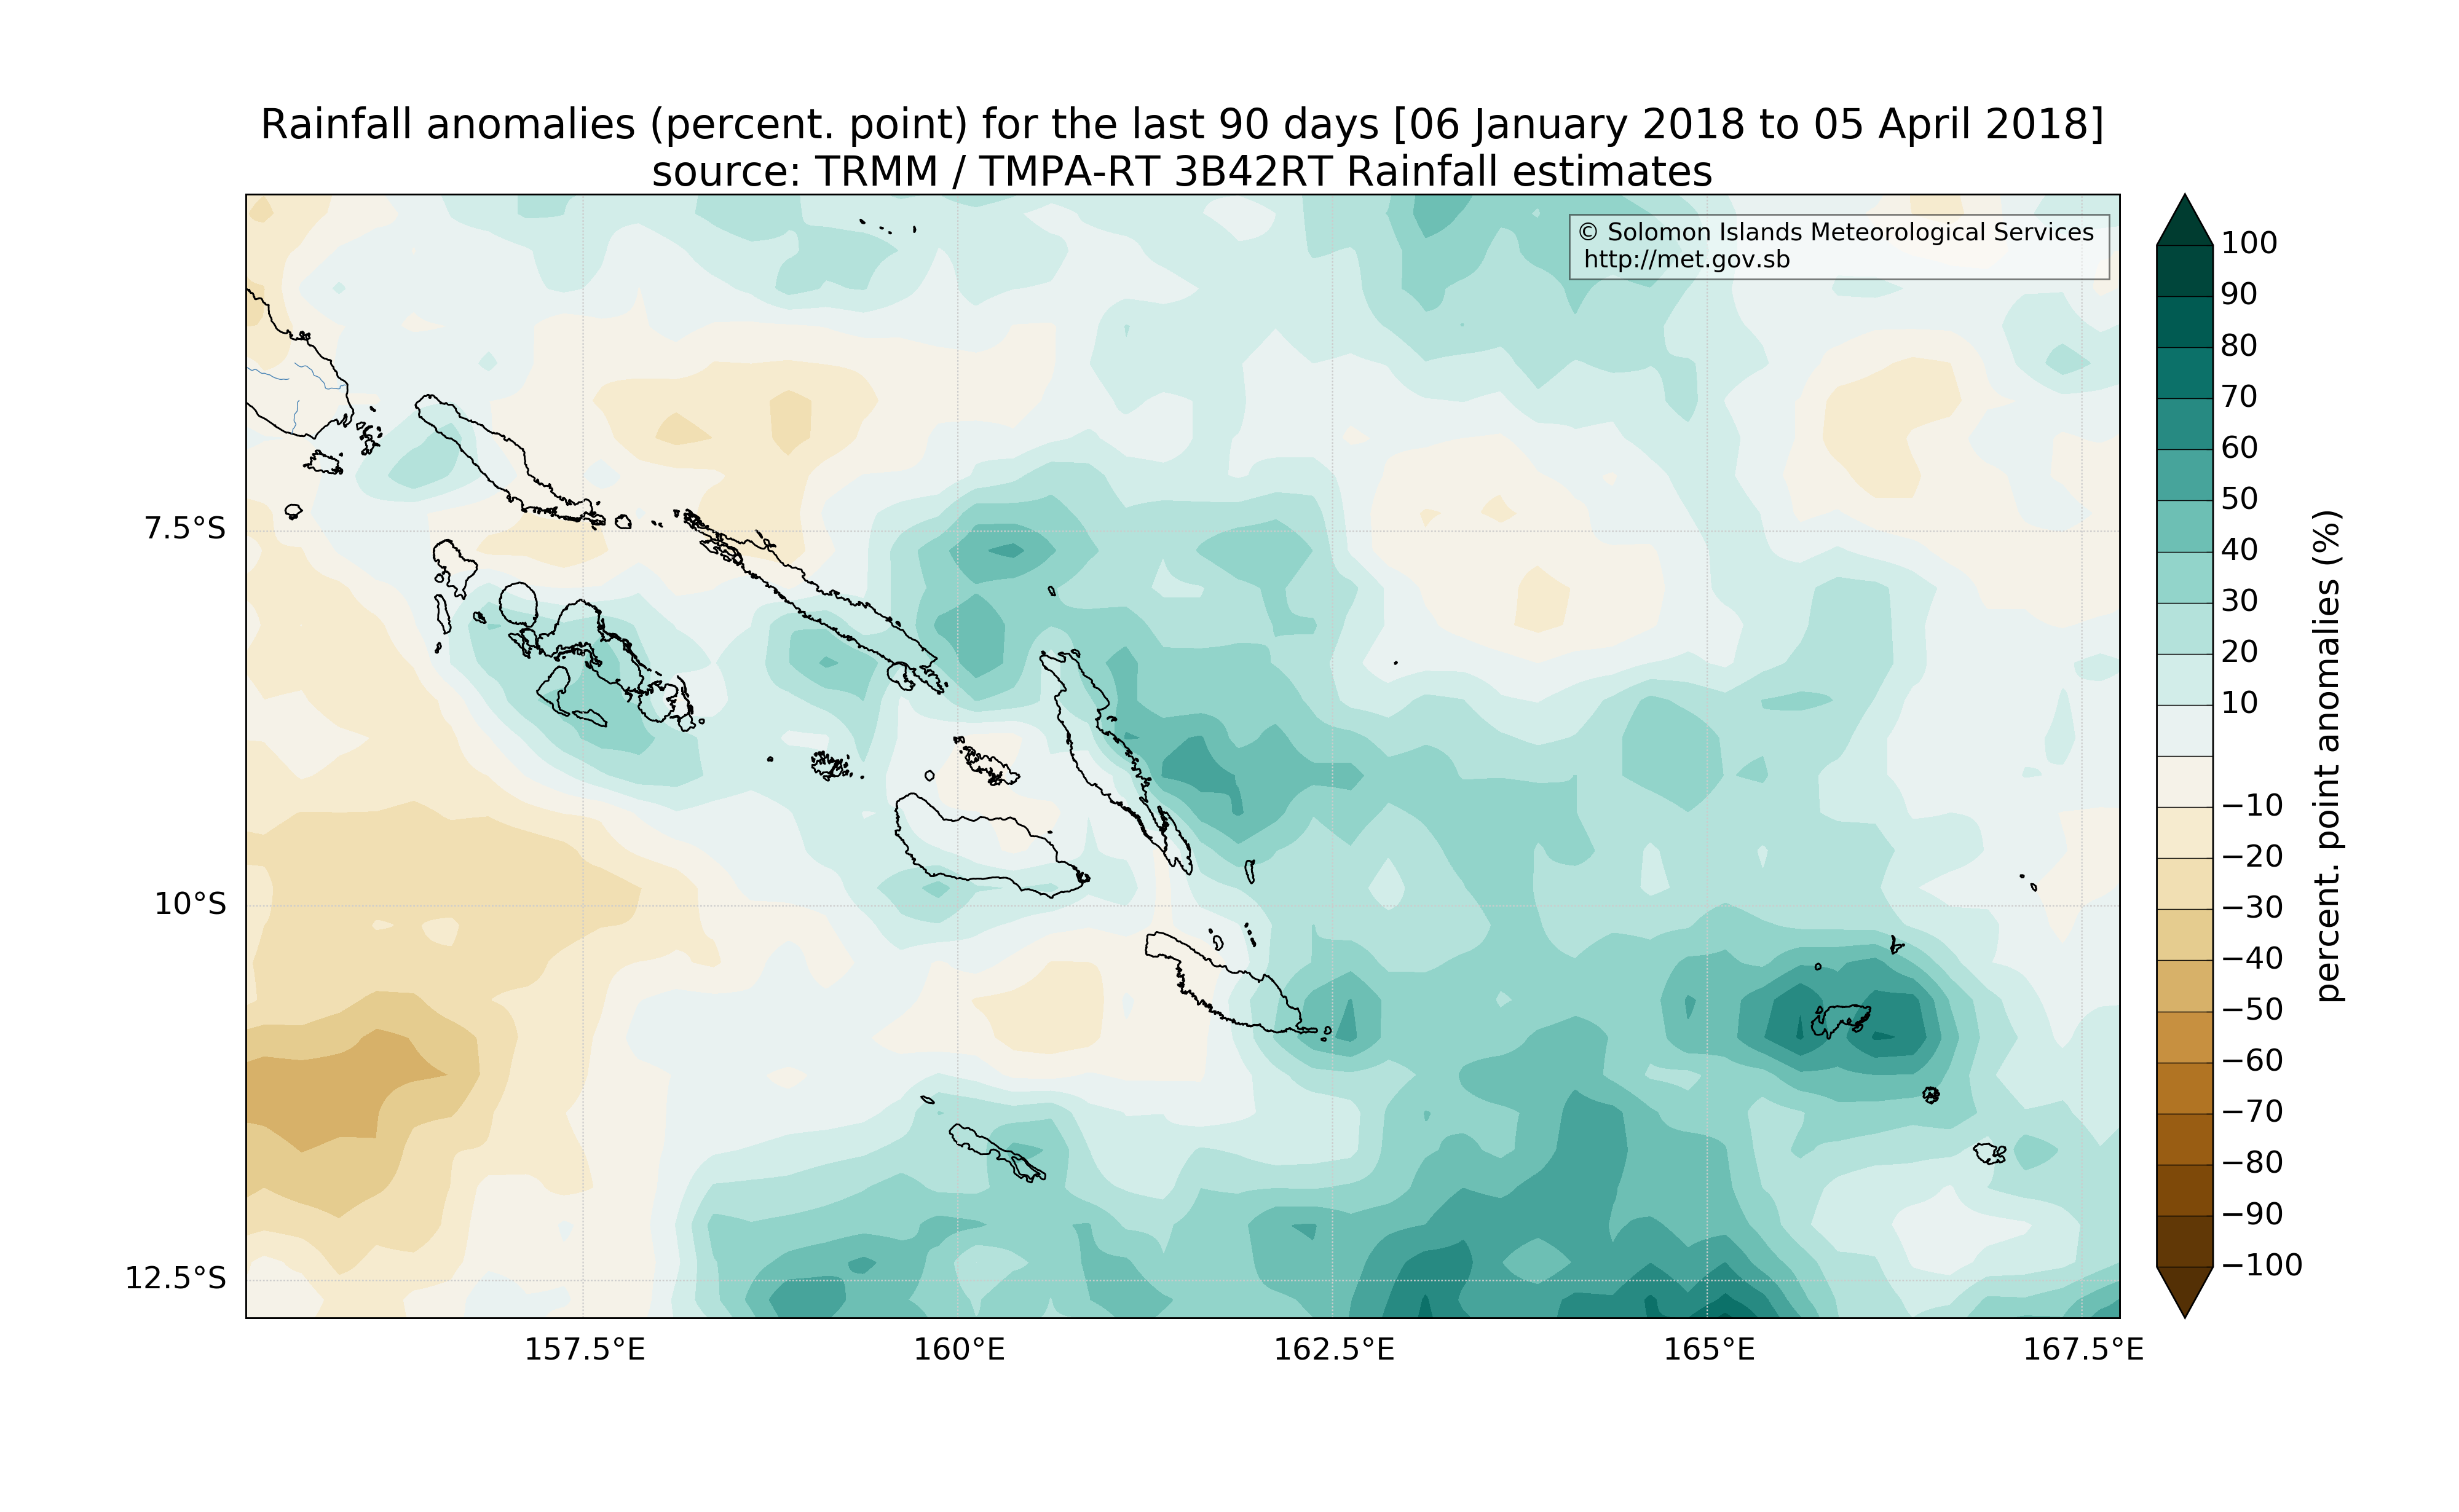 Rainfall anomalies (percent. point) for the last 90 days [06 January 2018 to 05 April 2018]
source: TRMM / TMPA-RT 3B42RT Rainfall estimates
© Solomon Islands Meteorological Services
http://met.gov.sb
7.5°S
10°S
12.5°S
157.5°E
160°E
162.5°E
165°E
167.5°E
100
90
80
70
60
50
40
30
20
10
−10
−20
−30
−40
−50
−60
−70
−80
−90
−100
percent. point anomalies (%)